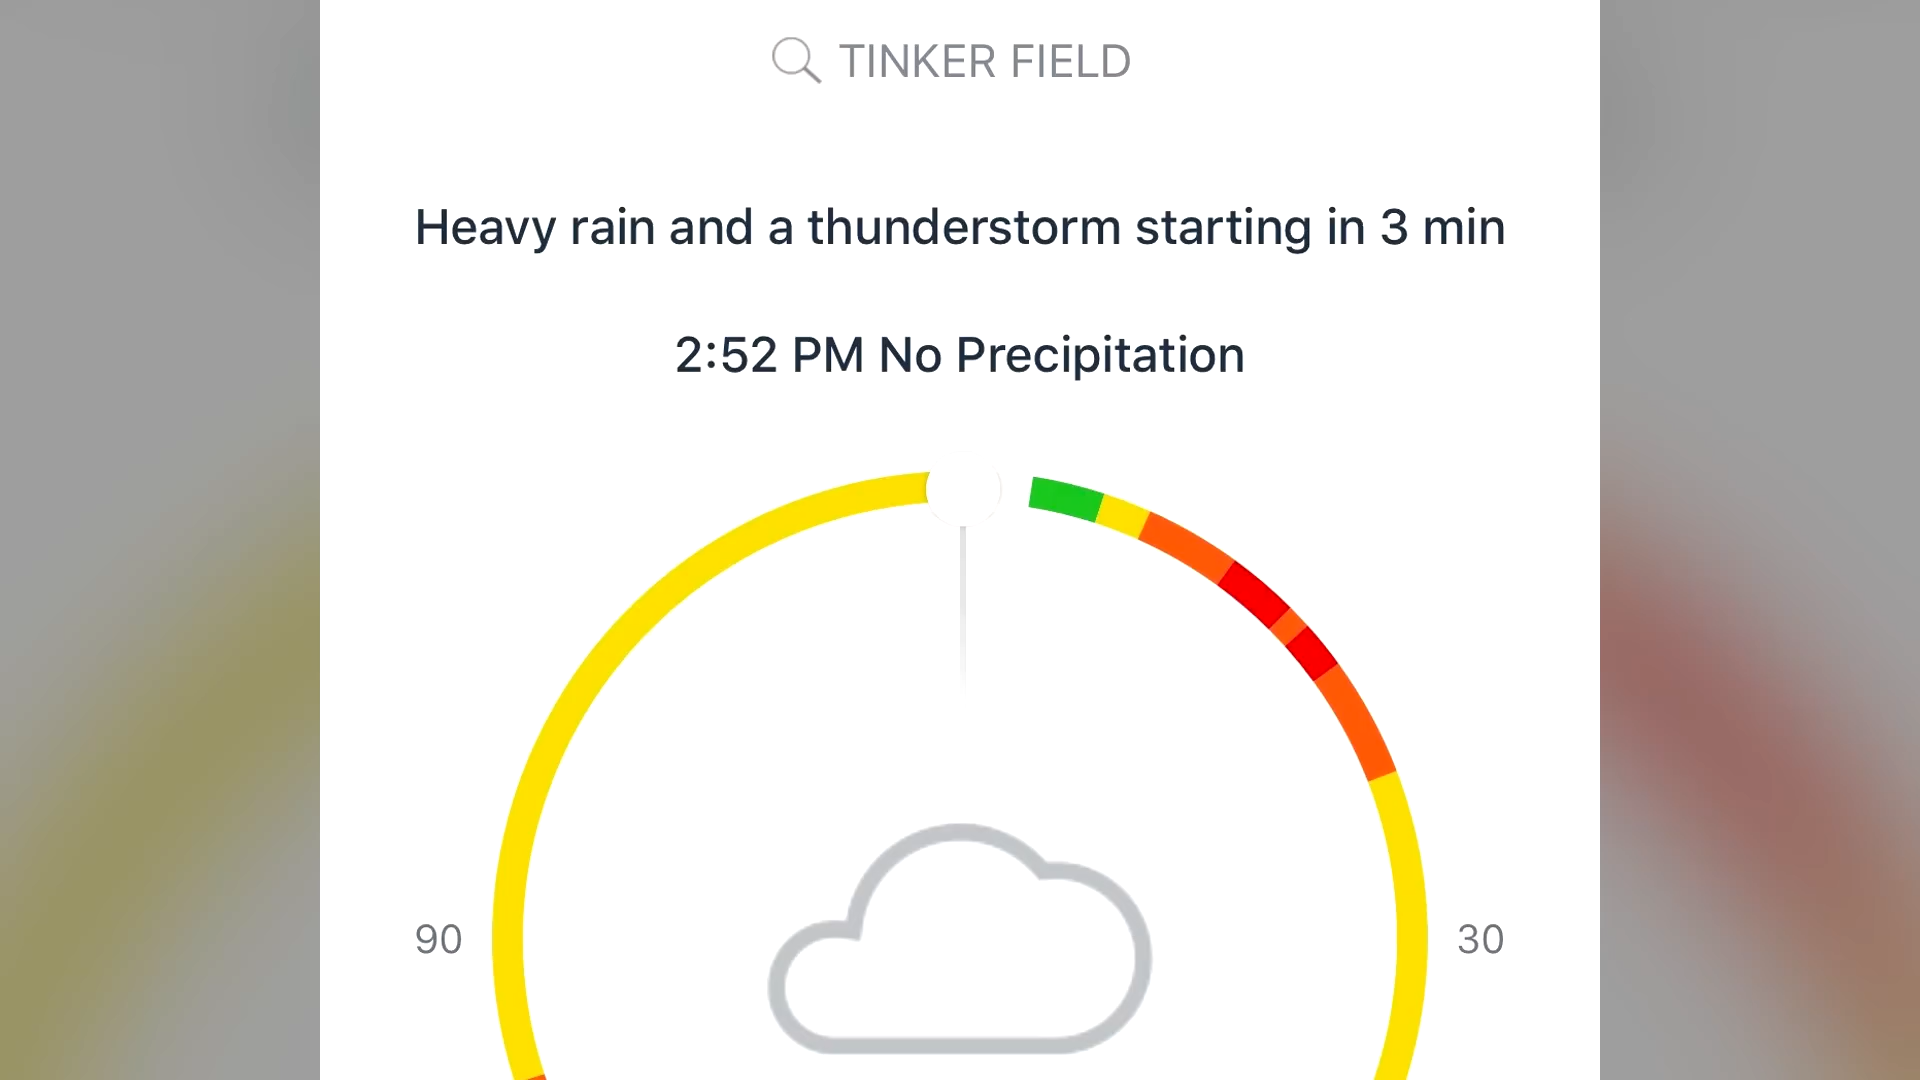 TINKER FIELD
Heavy rain and a thunderstorm starting in 3 min
2:52 PM No Precipitation
90
30